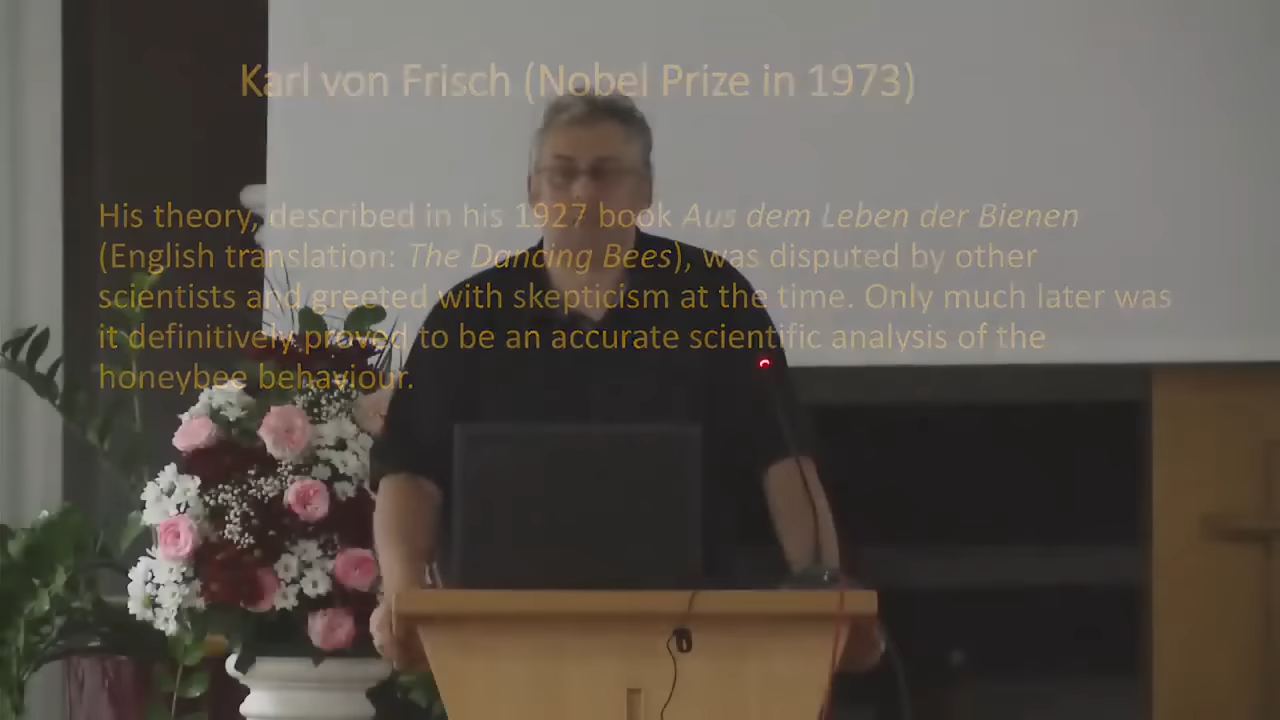 Karl von Frisch (Nobel Prize in 1973)
His theory, described in his 1927 book Aus dem Leben der Bienen
(English translation: The Dancing Bees), was disputed by other
scientists and greeted with skepticism at the time. Only much later was
it definitively proved to be an accurate scientific analysis of the
honeybee behaviour.